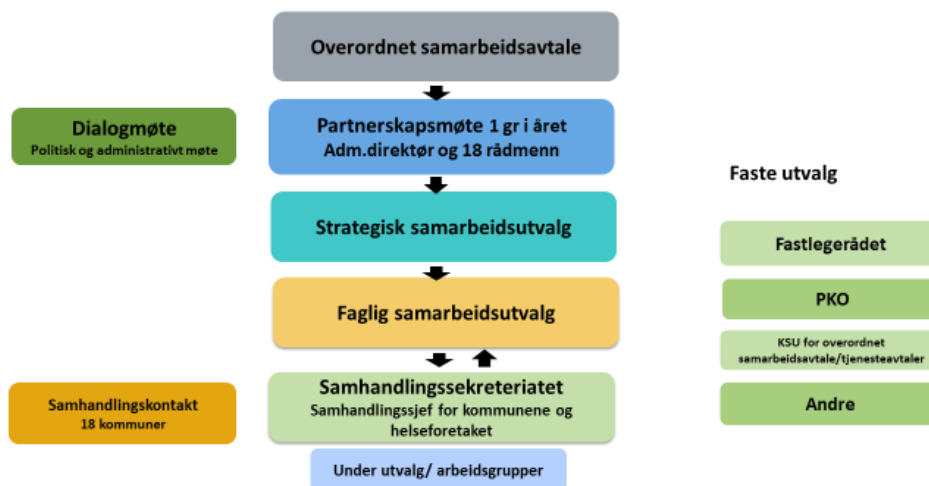 Overordnet samarbeidsavtale
Dialogmøte
Politisk og administrativt møte
Partnerskapsmøte 1 gr i året
Adm.direktør og 18 rådmenn
Strategisk samarbeidsutvalg
Faglig samarbeidsutvalg
Samhandlingskontakt
18 kommuner
Samhandlingssekreteriatet
Samhandlingssjef for kommunene og
helseforetaket
Under utvalg/ arbeidsgrupper
Faste utvalg
Fastlegerådet
PKO
KSU for overordnet
samarbeidsavtale/tjenesteavtaler
Andre